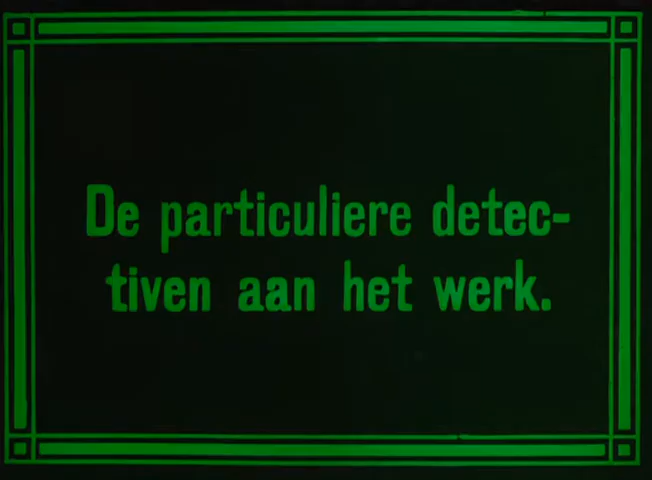 De particuliere detec-
tiven aan het werk.